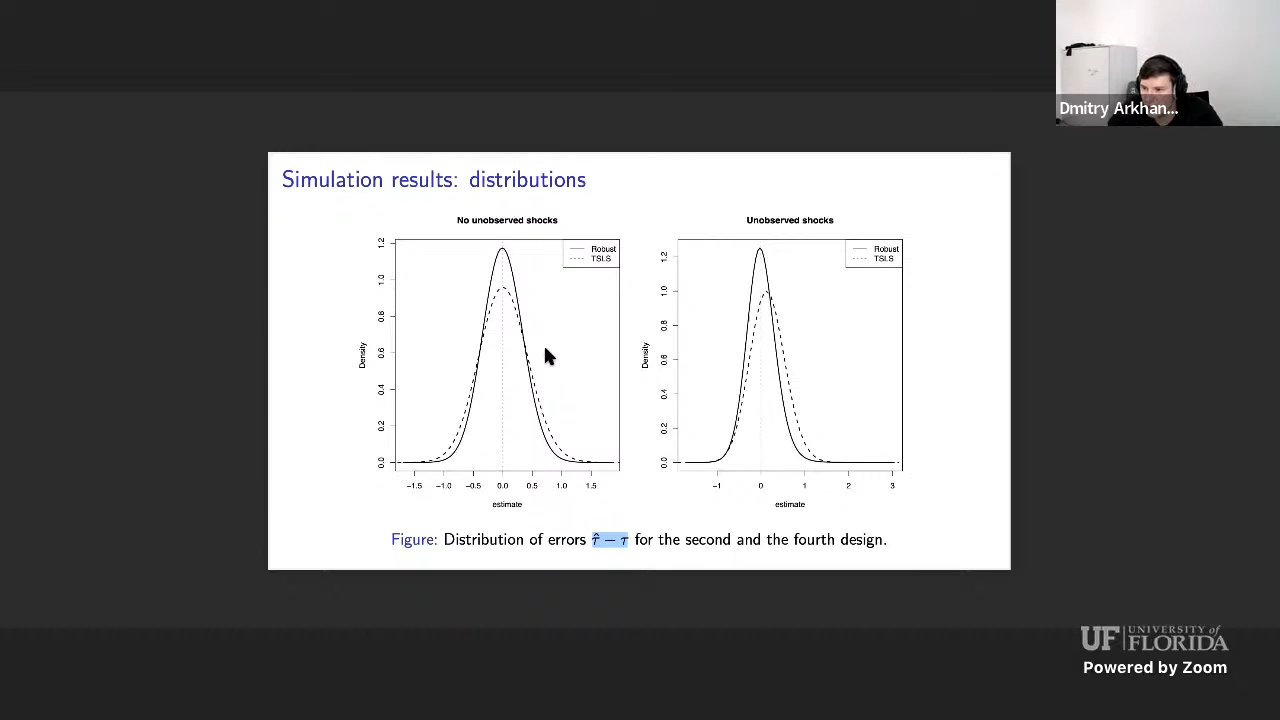 Dmitry Arkhan...
Simulation results: distributions
No unobserved shocks
Robust
TSLS
Density
0.0
0.2
0.4
0.6
0.8
1.0
1.2
−1.5 −1.0 −0.5 0.0 0.5 1.0 1.5
estimate
Unobserved shocks
Robust
TSLS
Density
0.0
0.2
0.4
0.6
0.8
1.0
1.2
−1 0 1 2 3
estimate
Figure: Distribution of errors τ̂ − τ for the second and the fourth design.
UF UNIVERSITY of
FLORIDA
Powered by Zoom